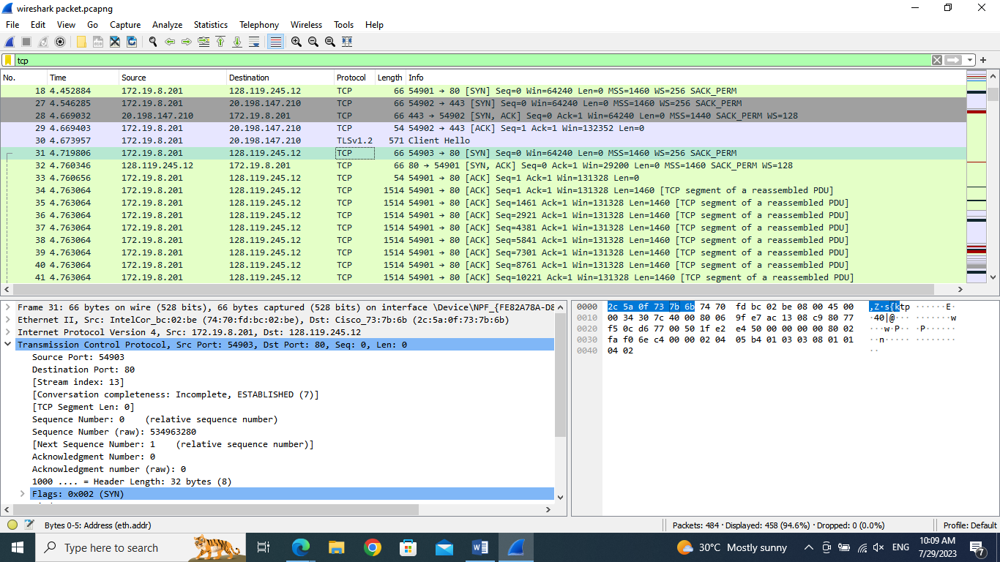 wireshark packet.pcapng
File Edit View Go Capture Analyze Statistics Telephony Wireless Tools Help
tcp
No. Time Source Destination Protocol Length Info
18 4.452884 172.19.8.201 128.119.245.12 TCP 66 54901 → 80 [SYN] Seq=0 Win=64240 Len=0 MSS=1460 WS=256 SACK_PERM
27 4.546285 172.19.8.201 20.198.147.210 TCP 66 54902 → 443 [SYN] Seq=0 Win=64240 Len=0 MSS=1460 WS=256 SACK_PERM
28 4.669032 20.198.147.210 172.19.8.201 TCP 66 443 → 54902 [SYN, ACK] Seq=0 Ack=1 Win=64240 Len=0 MSS=1440 SACK_PERM WS=128
29 4.669403 172.19.8.201 20.198.147.210 TCP 54 54902 → 443 [ACK] Seq=1 Ack=1 Win=132352 Len=0
30 4.673957 172.19.8.201 20.198.147.210 TLSv1.2 571 Client Hello
31 4.719806 172.19.8.201 128.119.245.12 TCP 66 54903 → 80 [SYN] Seq=0 Win=64240 Len=0 MSS=1460 WS=256 SACK_PERM
32 4.760346 128.119.245.12 172.19.8.201 TCP 66 80 → 54901 [SYN, ACK] Seq=0 Ack=1 Win=29200 Len=0 MSS=1460 SACK_PERM WS=128
33 4.760656 172.19.8.201 128.119.245.12 TCP 54 54901 → 80 [ACK] Seq=1 Ack=1 Win=131328 Len=0
34 4.763064 172.19.8.201 128.119.245.12 TCP 1514 54901 → 80 [ACK] Seq=1 Ack=1 Win=131328 Len=1460 [TCP segment of a reassembled PDU]
35 4.763064 172.19.8.201 128.119.245.12 TCP 1514 54901 → 80 [ACK] Seq=1461 Ack=1 Win=131328 Len=1460 [TCP segment of a reassembled PDU]
36 4.763064 172.19.8.201 128.119.245.12 TCP 1514 54901 → 80 [ACK] Seq=2921 Ack=1 Win=131328 Len=1460 [TCP segment of a reassembled PDU]
37 4.763064 172.19.8.201 128.119.245.12 TCP 1514 54901 → 80 [ACK] Seq=4381 Ack=1 Win=131328 Len=1460 [TCP segment of a reassembled PDU]
38 4.763064 172.19.8.201 128.119.245.12 TCP 1514 54901 → 80 [ACK] Seq=5841 Ack=1 Win=131328 Len=1460 [TCP segment of a reassembled PDU]
39 4.763064 172.19.8.201 128.119.245.12 TCP 1514 54901 → 80 [ACK] Seq=7301 Ack=1 Win=131328 Len=1460 [TCP segment of a reassembled PDU]
40 4.763064 172.19.8.201 128.119.245.12 TCP 1514 54901 → 80 [ACK] Seq=8761 Ack=1 Win=131328 Len=1460 [TCP segment of a reassembled PDU]
41 4.763064 172.19.8.201 128.119.245.12 TCP 1514 54901 → 80 [ACK] Seq=10221 Ack=1 Win=131328 Len=1460 [TCP segment of a reassembled PDU]
Frame 31: 66 bytes on wire (528 bits), 66 bytes captured (528 bits) on interface \Device\NPF_{FE82A78A-D8
Ethernet II, Src: IntelCor_bc:02:be (74:70:fd:bc:02:be), Dst: Cisco_73:7b:6b (2c:5a:0f:73:7b:6b)
Internet Protocol Version 4, Src: 172.19.8.201, Dst: 128.119.245.12
Transmission Control Protocol, Src Port: 54903, Dst Port: 80, Seq: 0, Len: 0
Source Port: 54903
Destination Port: 80
[Stream index: 13]
[Conversation completeness: Incomplete, ESTABLISHED (7)]
[TCP Segment Len: 0]
Sequence Number: 0 (relative sequence number)
Sequence Number (raw): 534963280
[Next Sequence Number: 1 (relative sequence number)]
Acknowledgment Number: 0
Acknowledgment number (raw): 0
1000 .... = Header Length: 32 bytes (8)
Flags: 0x002 (SYN)
0000 2c 5a 0f 73 7b 6b 74 70 fd bc 02 be 08 00 45 00 ,Z·s{ktp ······E·
0010 00 34 30 7c 40 00 80 06 9f e7 ac 13 08 c9 80 77 ·40|@··· ·······w
0020 f5 0c d6 77 00 50 1f e2 e4 50 00 00 00 00 80 02 ···w·P·· ·P······
0030 fa f0 6e c4 00 00 02 04 05 b4 01 03 03 08 01 01 ··n····· ········
0040 04 02 ··
Bytes 0-5: Address (eth.addr)
Packets: 484 · Displayed: 458 (94.6%) · Dropped: 0 (0.0%)
Profile: Default
Type here to search
30°C Mostly sunny
ENG
10:09 AM
7/29/2023
7